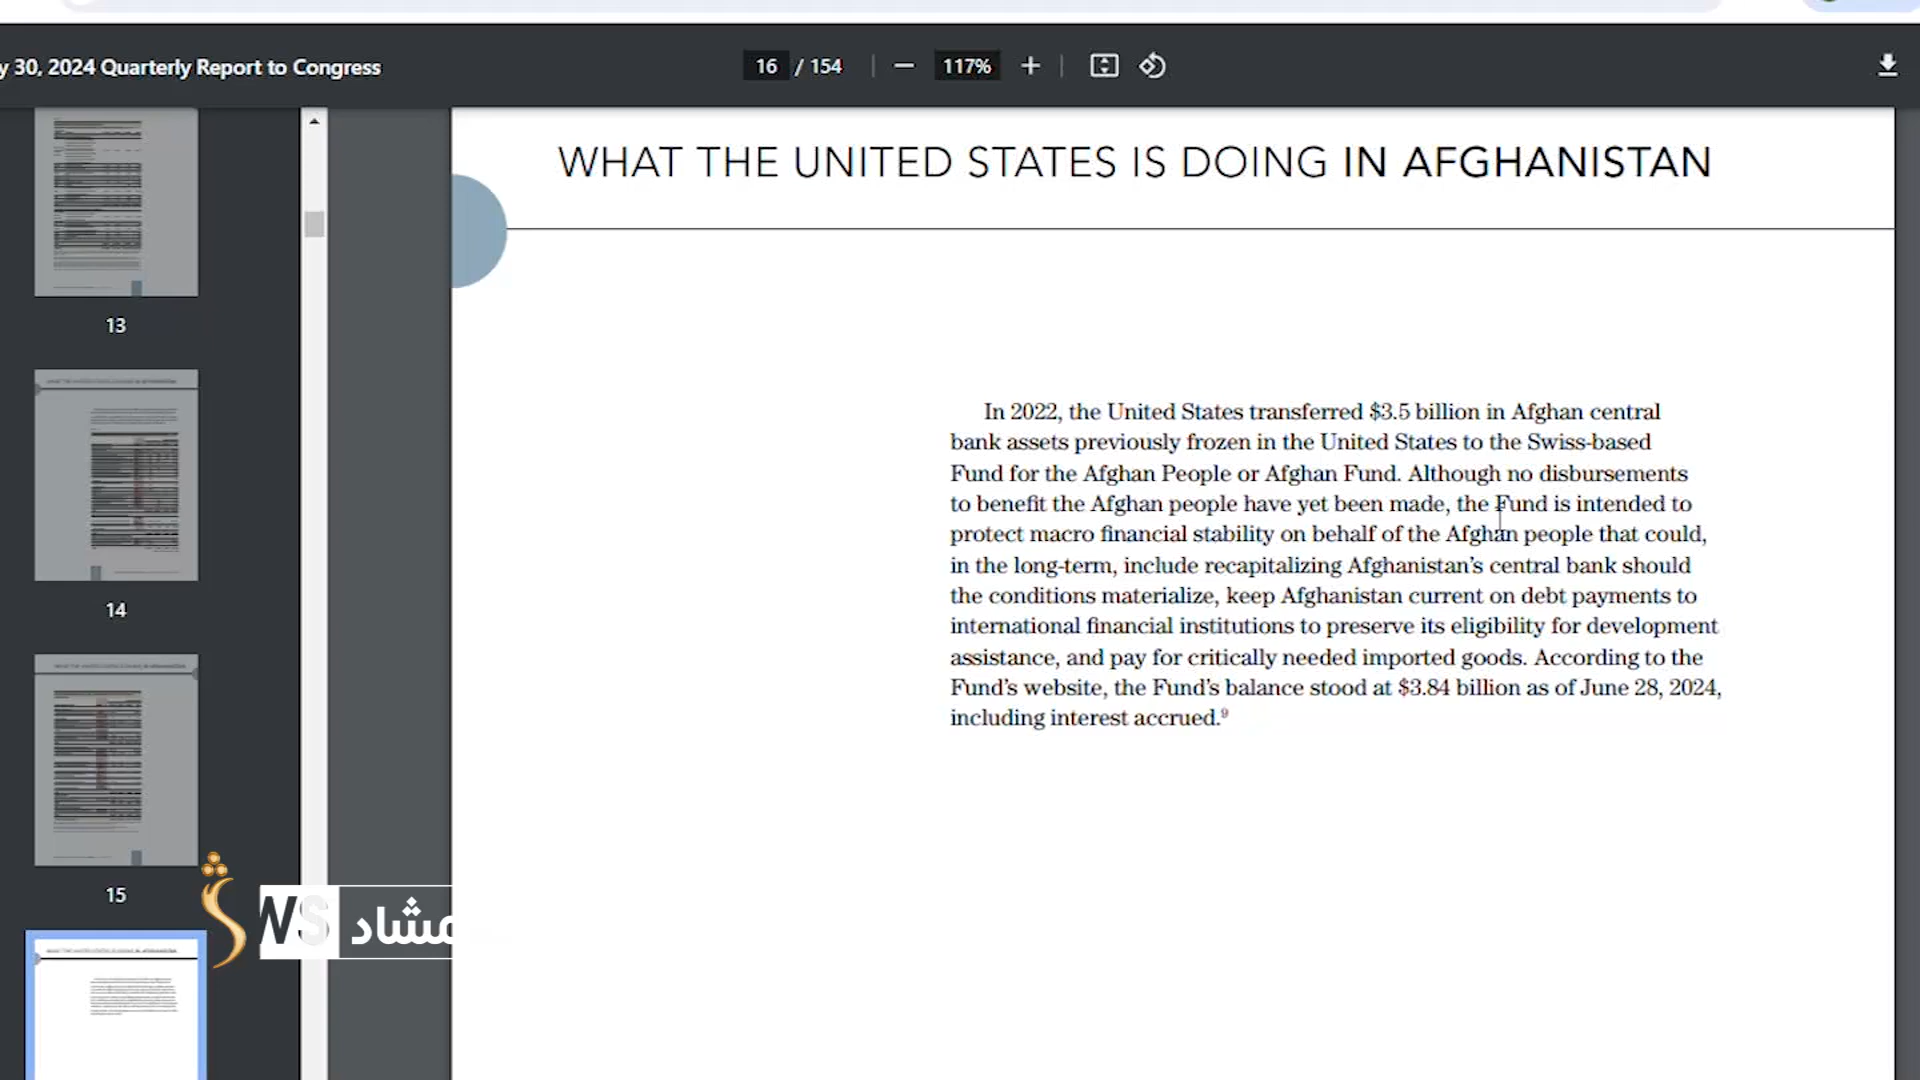 y 30, 2024 Quarterly Report to Congress
16 / 154
117%
13
14
15
WHAT THE UNITED STATES IS DOING IN AFGHANISTAN
In 2022, the United States transferred $3.5 billion in Afghan central
bank assets previously frozen in the United States to the Swiss-based
Fund for the Afghan People or Afghan Fund. Although no disbursements
to benefit the Afghan people have yet been made, the Fund is intended to
protect macro financial stability on behalf of the Afghan people that could,
in the long-term, include recapitalizing Afghanistan’s central bank should
the conditions materialize, keep Afghanistan current on debt payments to
international financial institutions to preserve its eligibility for development
assistance, and pay for critically needed imported goods. According to the
Fund’s website, the Fund’s balance stood at $3.84 billion as of June 28, 2024,
including interest accrued.⁹
WS
مشاد